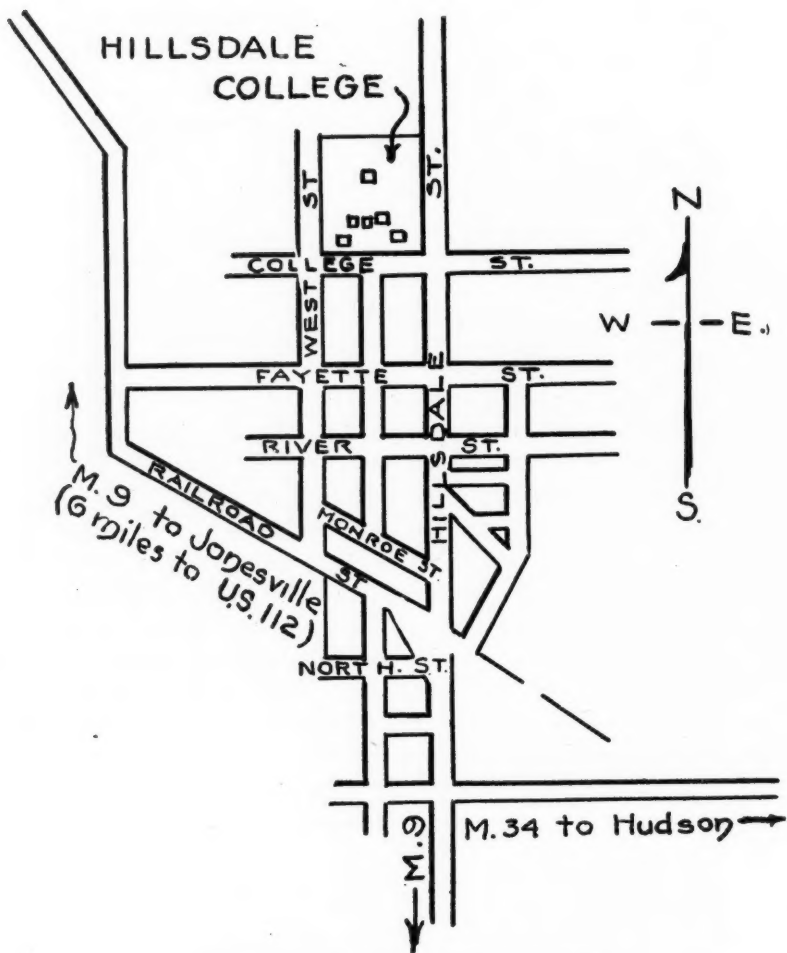 HILLSDALE
COLLEGE
ST
ST.
N
COLLEGE ST.
WEST
W E.
FAYETTE ST.
HILLSDALE
RIVER ST.
S.
RAILROAD ST
MONROE ST.
M. 9 to Jonesville
(6 miles to U.S. 112)
NORTH. ST.
M. 9
M. 34 to Hudson